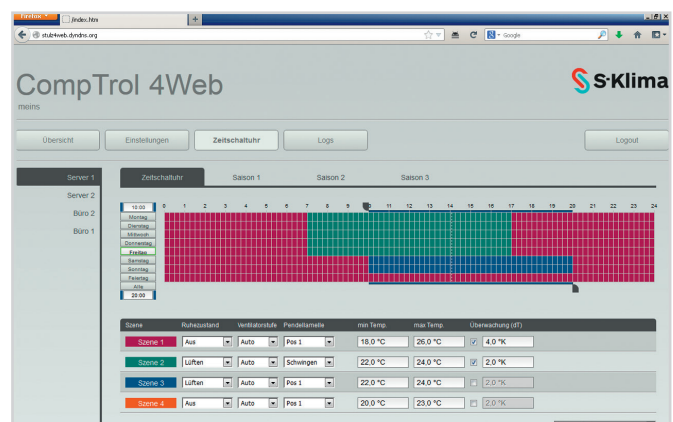 Firefox
/index.htm
+
stulz4web.dyndns.org
Google
CompTrol 4Web
meins
S·Klima
Übersicht Einstellungen Zeitschaltuhr Logs Logout
Server 1
Server 2
Büro 2
Büro 1
Zeitschaltuhr Saison 1 Saison 2 Saison 3
10:00 0 1 2 3 4 5 6 7 8 9 11 12 13 14 15 16 17 18 19 20 21 22 23 24
Montag
Dienstag
Mittwoch
Donnerstag
Freitag
Samstag
Sonntag
Feiertag
Alle
20:00
Szene Ruhezustand Ventilatorstufe Pendellamelle min Temp. max Temp. Überwachung (dT)
Szene 1 Aus Auto Pos 1 18,0 °C 26,0 °C 4,0 °K
Szene 2 Lüften Auto Schwingen 22,0 °C 24,0 °C 2,0 °K
Szene 3 Lüften Auto Pos 1 22,0 °C 24,0 °C 2,0 °K
Szene 4 Aus Auto Pos 1 20,0 °C 23,0 °C 2,0 °K